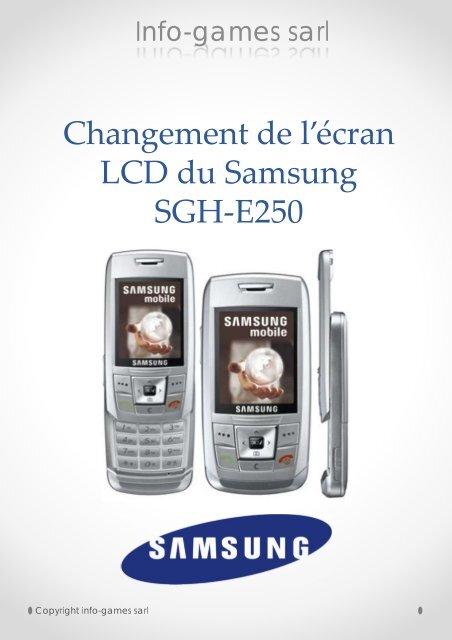 Info-games sarl
Changement de l'écran
LCD du Samsung
SGH-E250
SAMSUNG
mobile
SAMSUNG
SAMSUNG
mobile
SAMSUNG
SAMSUNG
Copyright info-games sarl